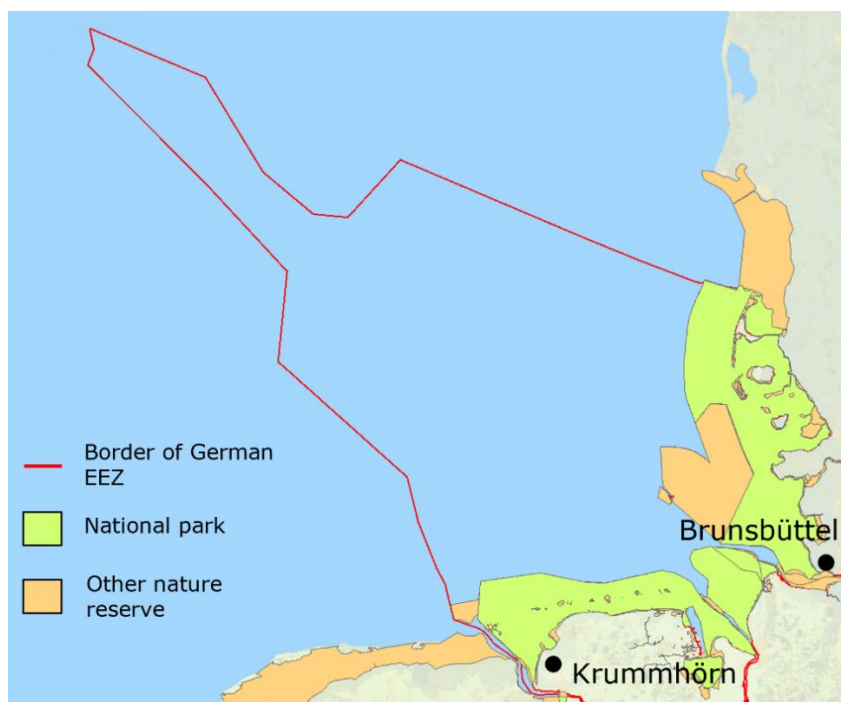 Border of German
EEZ
National park
Other nature
reserve
Brunsbüttel
Krummhörn